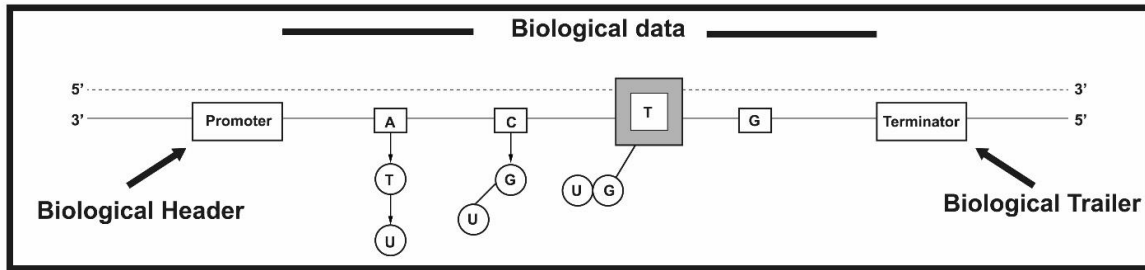 Biological data
5' 3'
3' Promoter A C T G Terminator 5'
T G U G
U
U
Biological Header
Biological Trailer